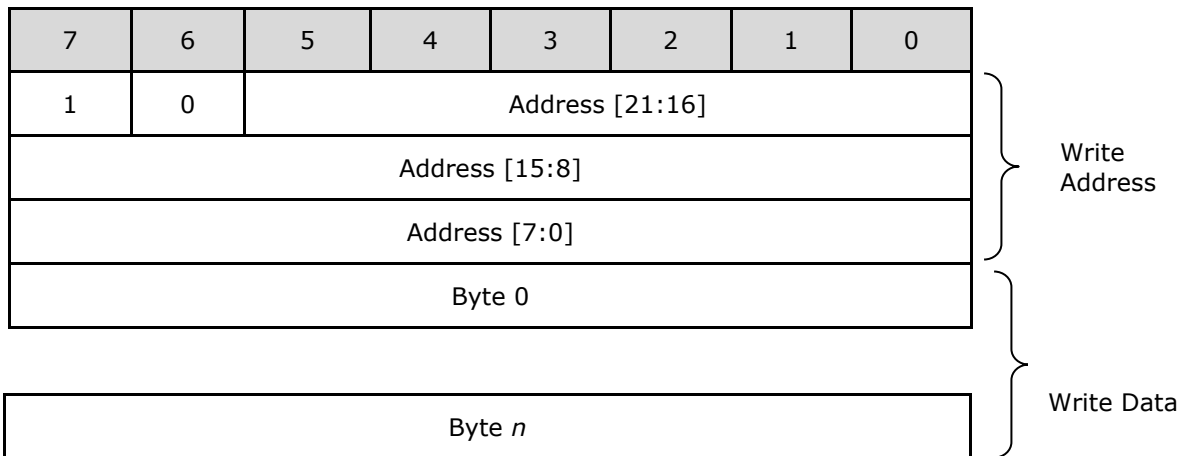 7 6 5 4 3 2 1 0
1 0 Address [21:16]
Address [15:8]
Write
Address
Address [7:0]
Byte 0
Write Data
Byte n